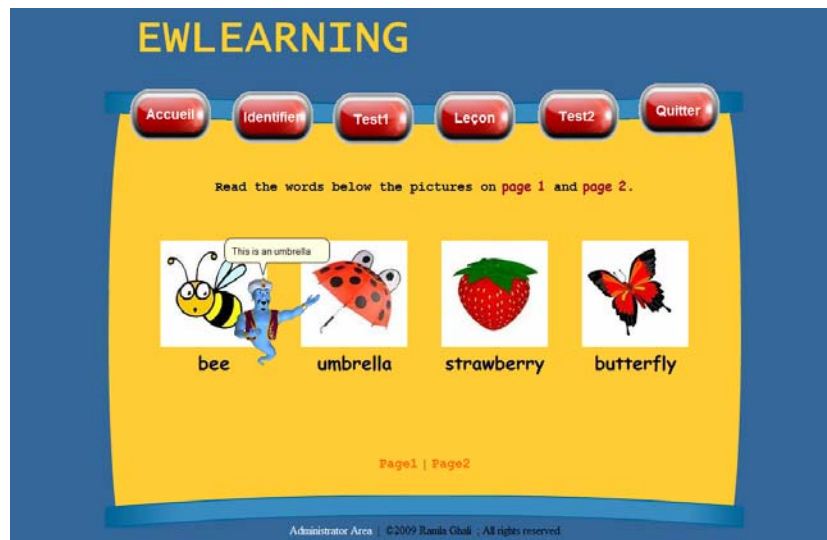 EWLEARNING
Accueil Identifier Test1 Leçon Test2 Quitter
Read the words below the pictures on page 1 and page 2.
This is an umbrella
bee umbrella strawberry butterfly
Page1 | Page2
Administrator Area | ©2009 Ramla Ghali ; All rights reserved